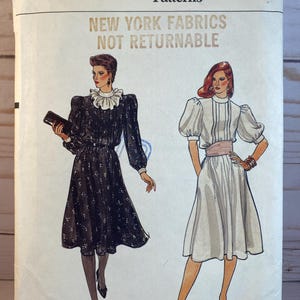 Patterns
NEW YORK FABRICS
NOT RETURNABLE